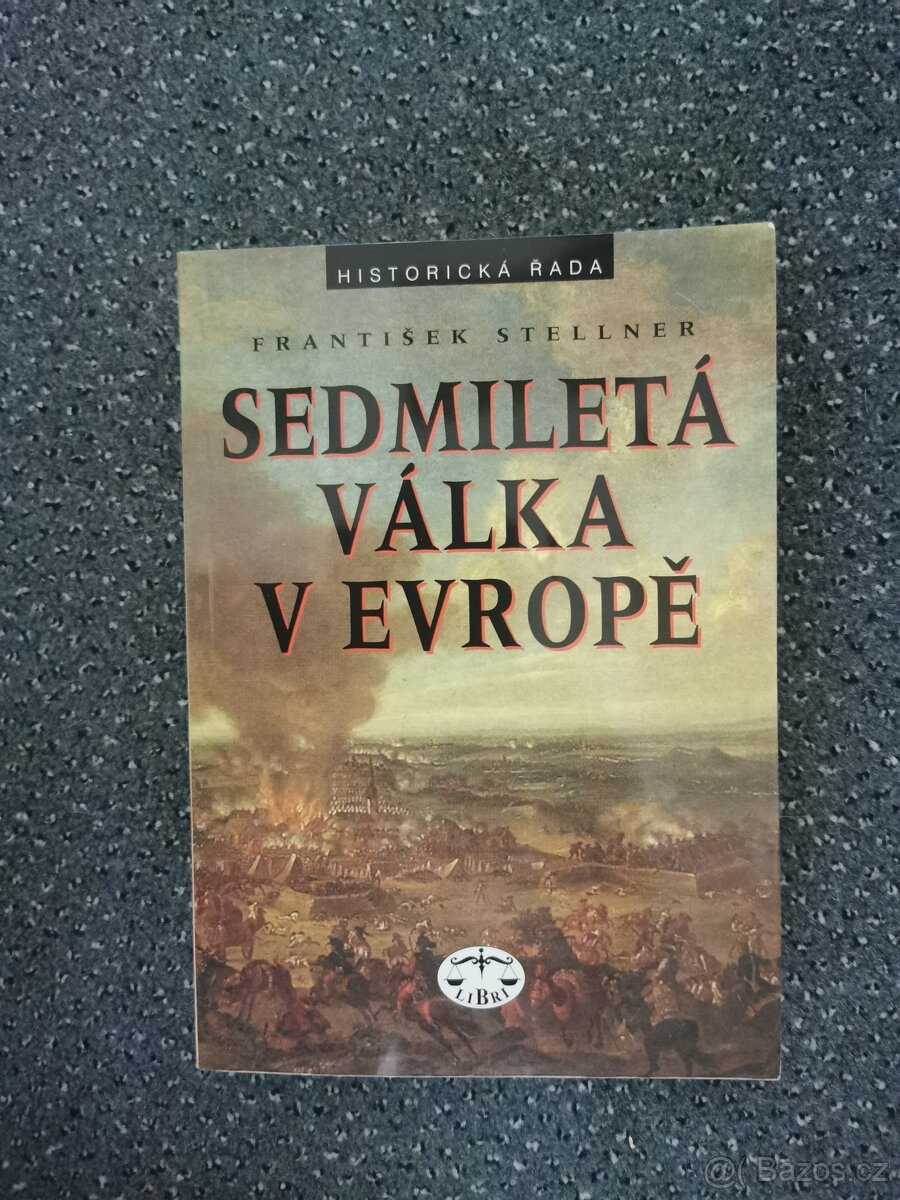 HISTORICKÁ ŘADA
FRANTIŠEK STELLNER
SEDMILETÁ
VÁLKA
V EVROPĚ
LIBRI
@( Bazos.cz